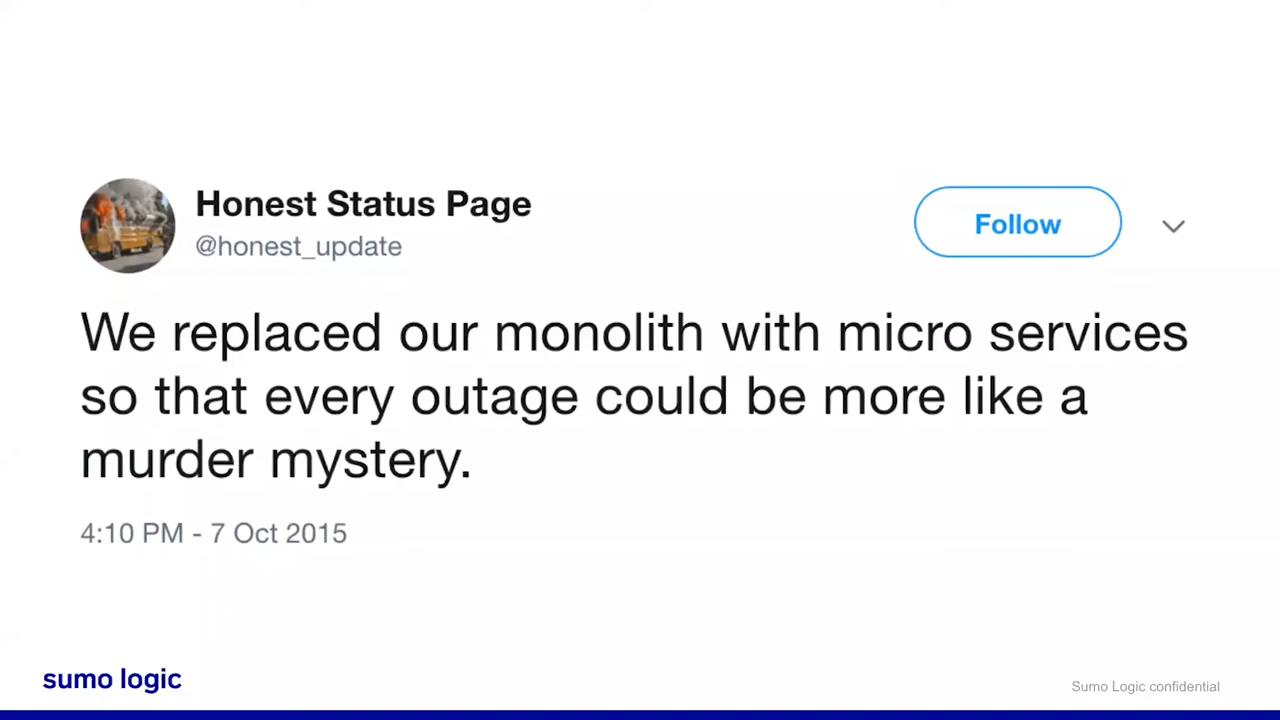 Honest Status Page
@honest_update
Follow
We replaced our monolith with micro services
so that every outage could be more like a
murder mystery.
4:10 PM - 7 Oct 2015
sumo logic
Sumo Logic confidential